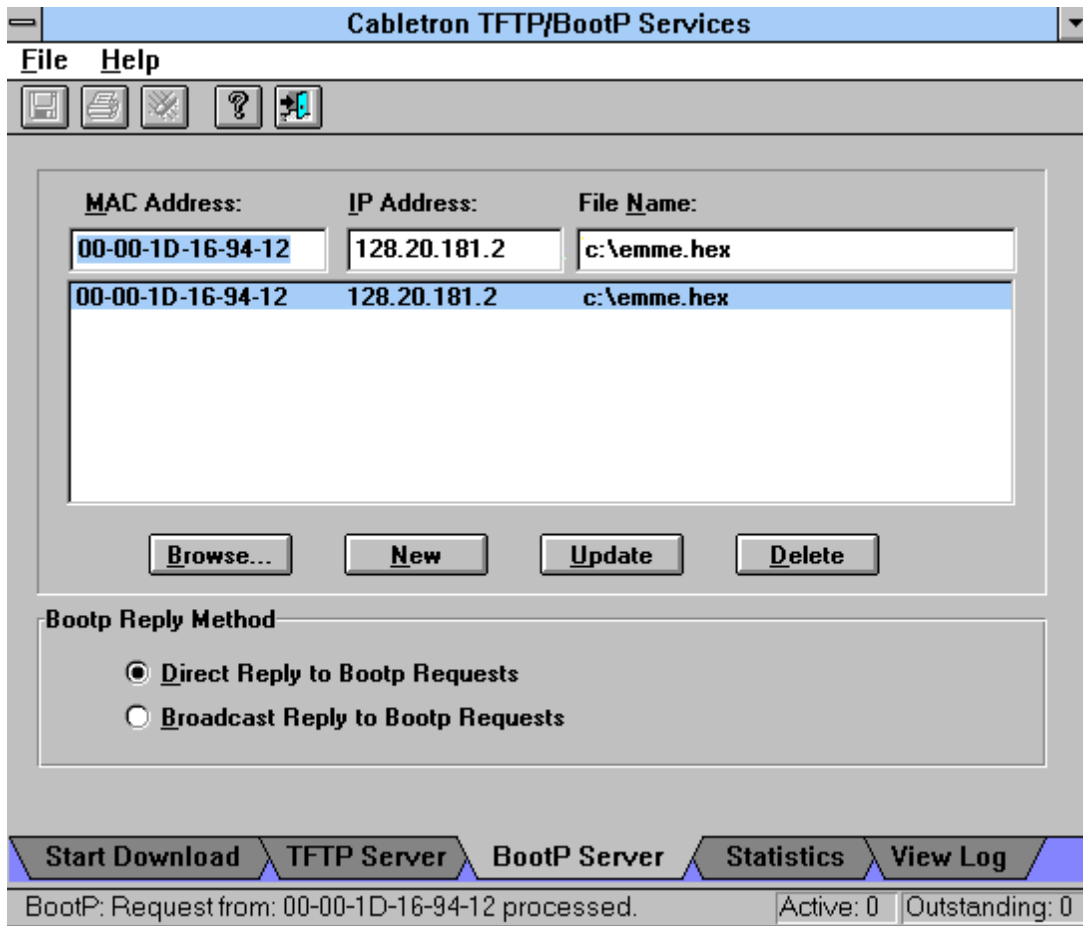 Cabletron TFTP/BootP Services
File Help
MAC Address: IP Address: File Name:
00-00-1D-16-94-12 128.20.181.2 c:\emme.hex
00-00-1D-16-94-12 128.20.181.2 c:\emme.hex
Browse... New Update Delete
Bootp Reply Method
Direct Reply to Bootp Requests
Broadcast Reply to Bootp Requests
Start Download TFTP Server BootP Server Statistics View Log
BootP: Request from: 00-00-1D-16-94-12 processed. Active: 0 Outstanding: 0